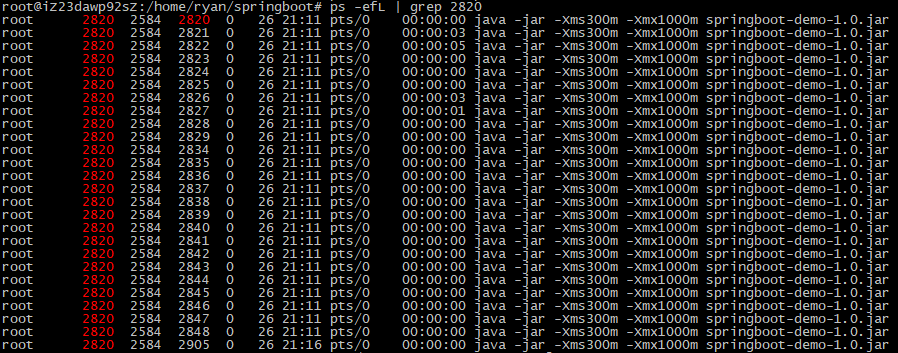 root@iZ23dawp92sZ:/home/ryan/springboot# ps -efL | grep 2820
root 2820 2584 2820 0 26 21:11 pts/0 00:00:00 java -jar -Xms300m -Xmx1000m springboot-demo-1.0.jar
root 2820 2584 2821 0 26 21:11 pts/0 00:00:03 java -jar -Xms300m -Xmx1000m springboot-demo-1.0.jar
root 2820 2584 2822 0 26 21:11 pts/0 00:00:05 java -jar -Xms300m -Xmx1000m springboot-demo-1.0.jar
root 2820 2584 2823 0 26 21:11 pts/0 00:00:00 java -jar -Xms300m -Xmx1000m springboot-demo-1.0.jar
root 2820 2584 2824 0 26 21:11 pts/0 00:00:00 java -jar -Xms300m -Xmx1000m springboot-demo-1.0.jar
root 2820 2584 2825 0 26 21:11 pts/0 00:00:00 java -jar -Xms300m -Xmx1000m springboot-demo-1.0.jar
root 2820 2584 2826 0 26 21:11 pts/0 00:00:03 java -jar -Xms300m -Xmx1000m springboot-demo-1.0.jar
root 2820 2584 2827 0 26 21:11 pts/0 00:00:01 java -jar -Xms300m -Xmx1000m springboot-demo-1.0.jar
root 2820 2584 2828 0 26 21:11 pts/0 00:00:00 java -jar -Xms300m -Xmx1000m springboot-demo-1.0.jar
root 2820 2584 2829 0 26 21:11 pts/0 00:00:00 java -jar -Xms300m -Xmx1000m springboot-demo-1.0.jar
root 2820 2584 2834 0 26 21:11 pts/0 00:00:00 java -jar -Xms300m -Xmx1000m springboot-demo-1.0.jar
root 2820 2584 2835 0 26 21:11 pts/0 00:00:00 java -jar -Xms300m -Xmx1000m springboot-demo-1.0.jar
root 2820 2584 2836 0 26 21:11 pts/0 00:00:00 java -jar -Xms300m -Xmx1000m springboot-demo-1.0.jar
root 2820 2584 2837 0 26 21:11 pts/0 00:00:00 java -jar -Xms300m -Xmx1000m springboot-demo-1.0.jar
root 2820 2584 2838 0 26 21:11 pts/0 00:00:00 java -jar -Xms300m -Xmx1000m springboot-demo-1.0.jar
root 2820 2584 2839 0 26 21:11 pts/0 00:00:00 java -jar -Xms300m -Xmx1000m springboot-demo-1.0.jar
root 2820 2584 2840 0 26 21:11 pts/0 00:00:00 java -jar -Xms300m -Xmx1000m springboot-demo-1.0.jar
root 2820 2584 2841 0 26 21:11 pts/0 00:00:00 java -jar -Xms300m -Xmx1000m springboot-demo-1.0.jar
root 2820 2584 2842 0 26 21:11 pts/0 00:00:00 java -jar -Xms300m -Xmx1000m springboot-demo-1.0.jar
root 2820 2584 2843 0 26 21:11 pts/0 00:00:00 java -jar -Xms300m -Xmx1000m springboot-demo-1.0.jar
root 2820 2584 2844 0 26 21:11 pts/0 00:00:00 java -jar -Xms300m -Xmx1000m springboot-demo-1.0.jar
root 2820 2584 2845 0 26 21:11 pts/0 00:00:00 java -jar -Xms300m -Xmx1000m springboot-demo-1.0.jar
root 2820 2584 2846 0 26 21:11 pts/0 00:00:00 java -jar -Xms300m -Xmx1000m springboot-demo-1.0.jar
root 2820 2584 2847 0 26 21:11 pts/0 00:00:00 java -jar -Xms300m -Xmx1000m springboot-demo-1.0.jar
root 2820 2584 2848 0 26 21:11 pts/0 00:00:00 java -jar -Xms300m -Xmx1000m springboot-demo-1.0.jar
root 2820 2584 2905 0 26 21:16 pts/0 00:00:00 java -jar -Xms300m -Xmx1000m springboot-demo-1.0.jar